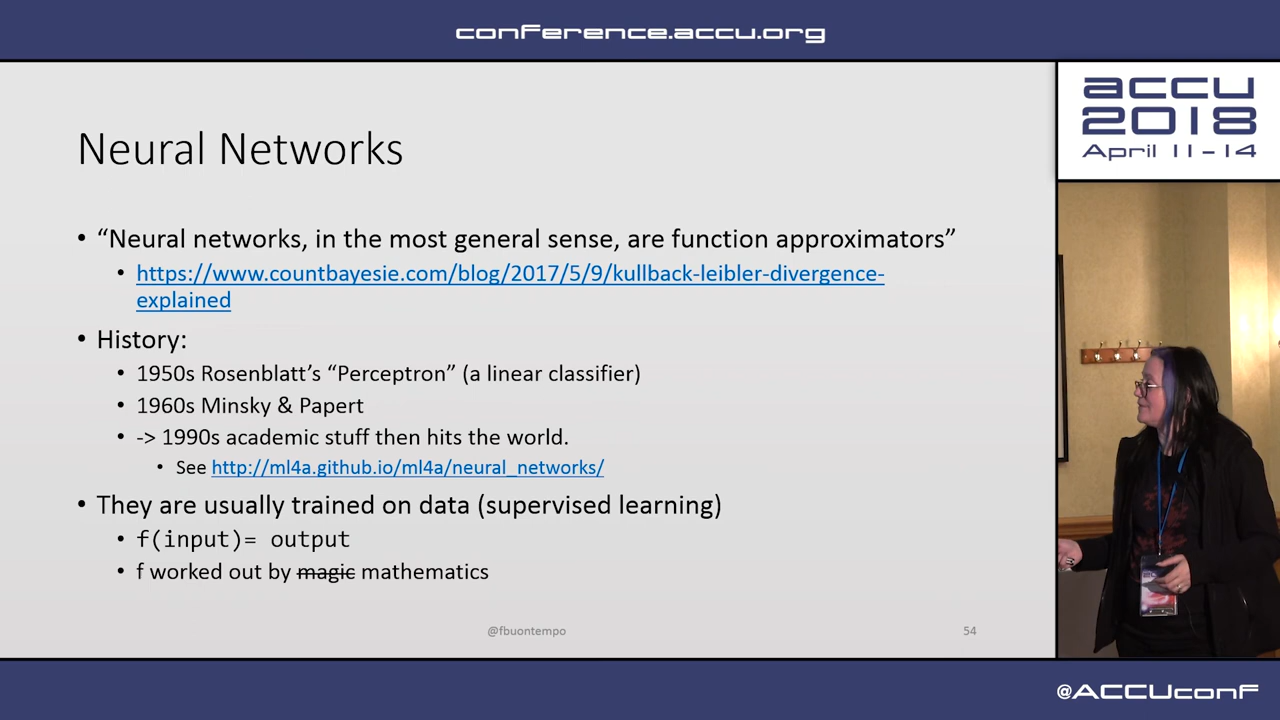 conference.accu.org
accu
2018
April 11-14
Neural Networks
• “Neural networks, in the most general sense, are function approximators”
• https://www.countbayesie.com/blog/2017/5/9/kullback-leibler-divergence-
explained
• History:
• 1950s Rosenblatt’s “Perceptron” (a linear classifier)
• 1960s Minsky & Papert
• -> 1990s academic stuff then hits the world.
• See http://ml4a.github.io/ml4a/neural_networks/
• They are usually trained on data (supervised learning)
• f(input)= output
• f worked out by magic mathematics
@fbuontempo
54
@ACCUconf